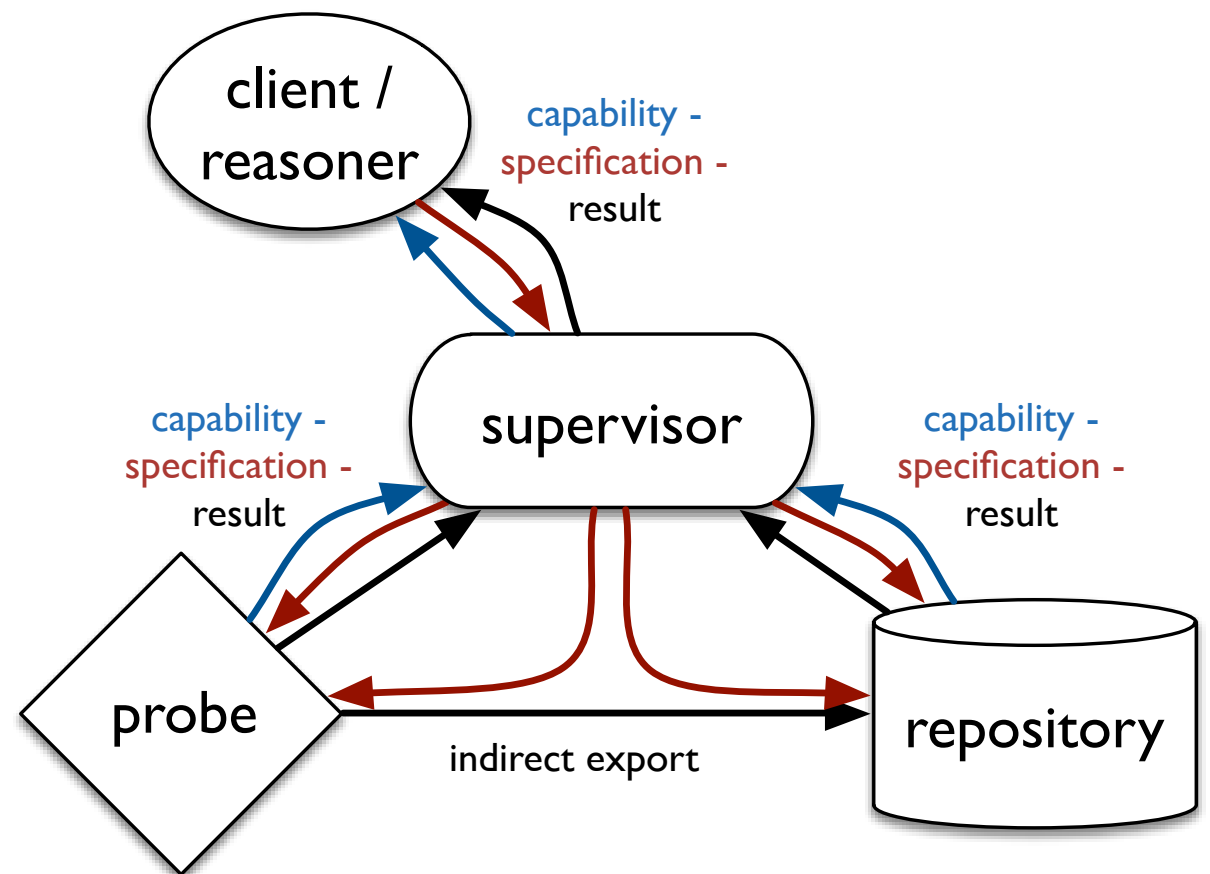 client /
reasoner
capability -
specification -
result
supervisor
capability -
specification -
result
capability -
specification -
result
probe
repository
indirect export